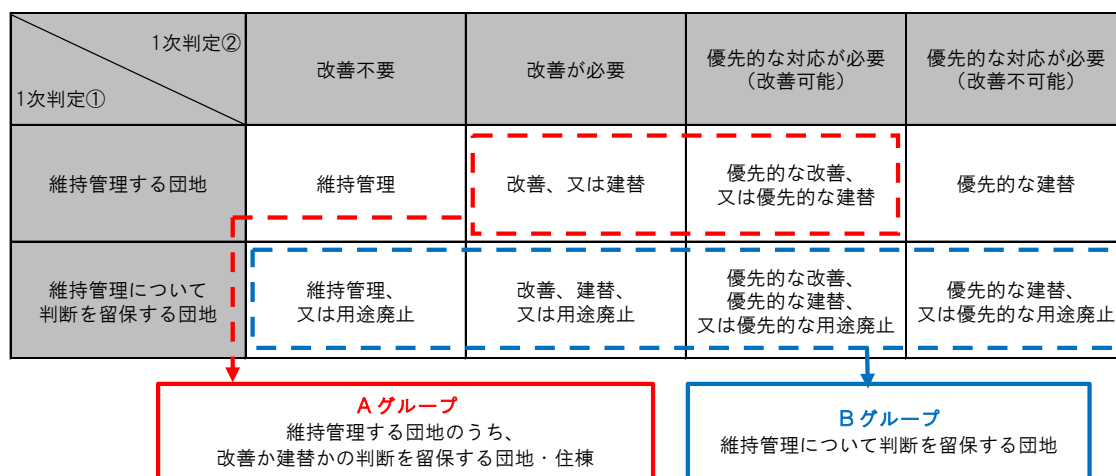 1次判定②
1次判定①
改善不要
改善が必要
優先的な対応が必要
（改善可能）
優先的な対応が必要
（改善不可能）
維持管理する団地
維持管理
改善、又は建替
優先的な改善、
又は優先的な建替
優先的な建替
維持管理について
判断を留保する団地
維持管理、
又は用途廃止
改善、建替、
又は用途廃止
優先的な改善、
優先的な建替、
又は優先的な用途廃止
優先的な建替、
又は優先的な用途廃止
Aグループ
維持管理する団地のうち、
改善か建替かの判断を留保する団地・住棟
Bグループ
維持管理について判断を留保する団地